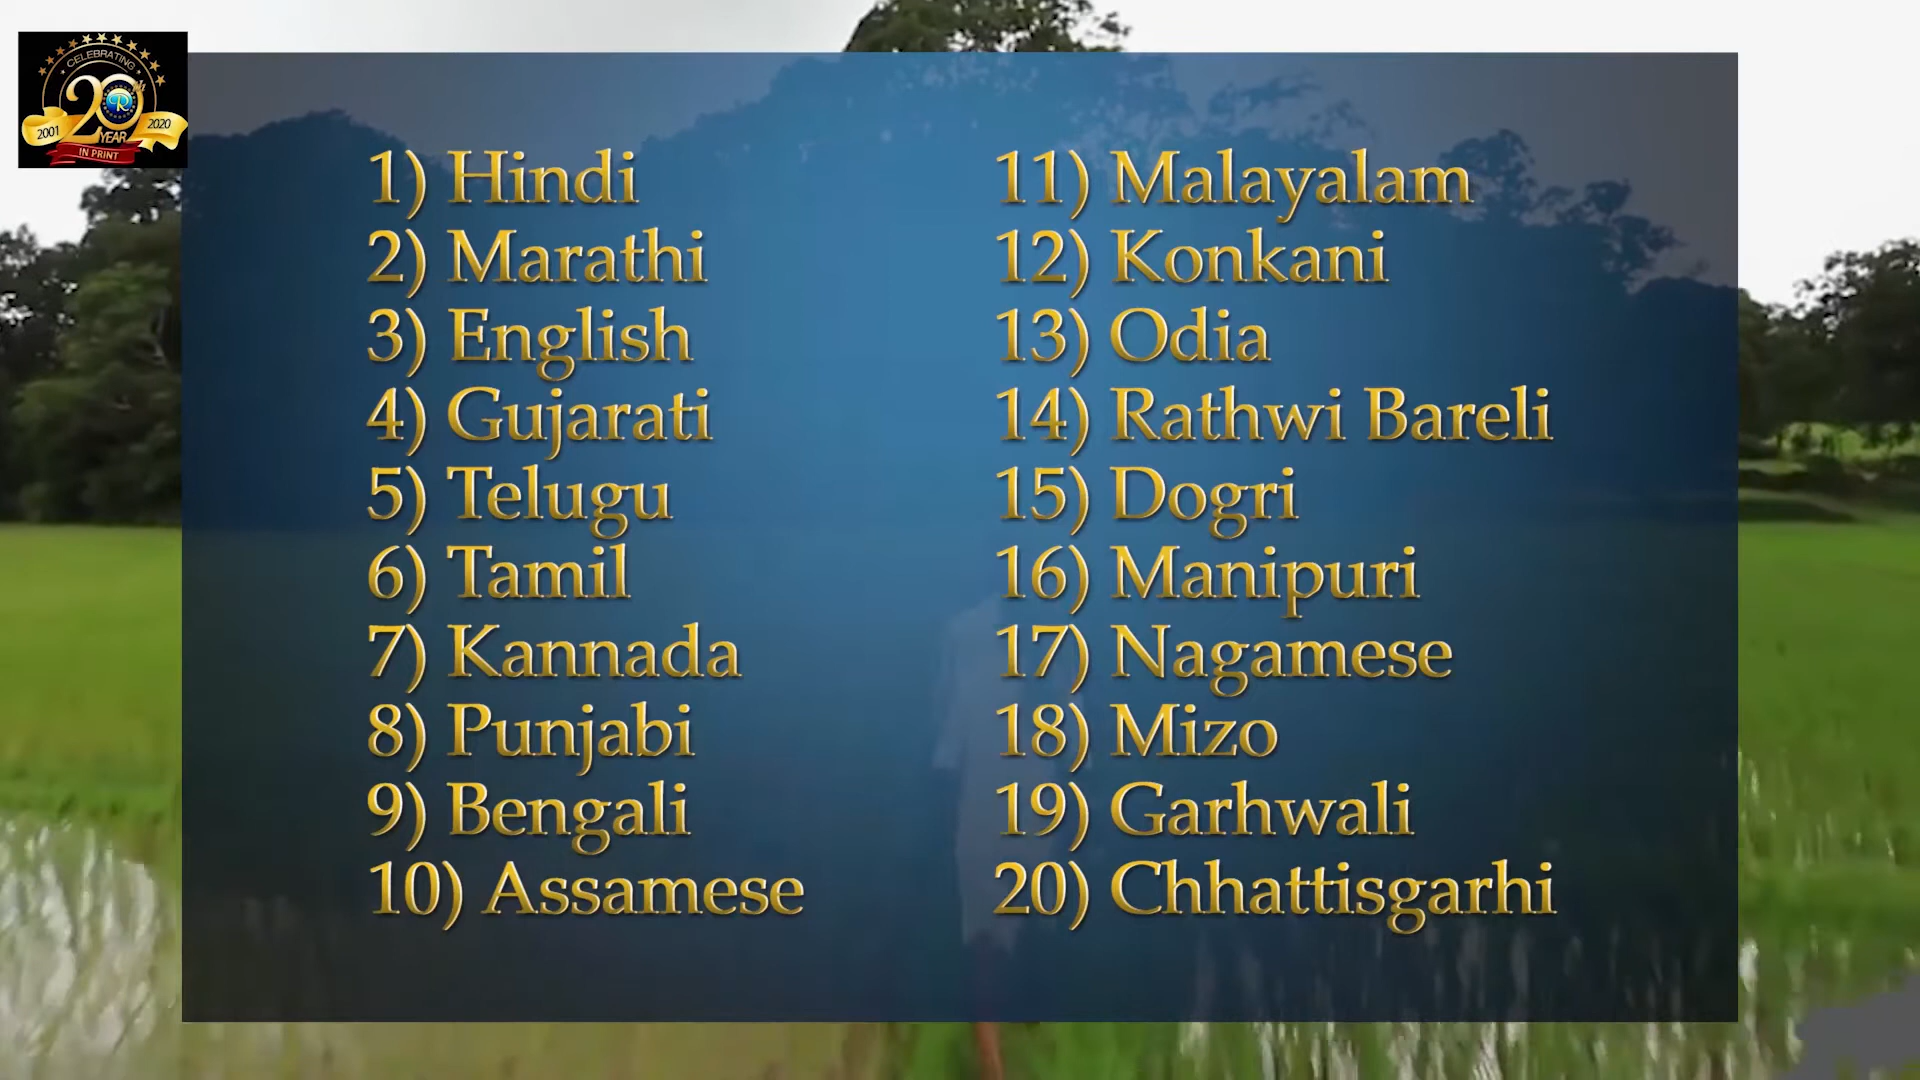 CELEBRATING
20th
R
YEAR
2001
2020
IN PRINT
1) Hindi
2) Marathi
3) English
4) Gujarati
5) Telugu
6) Tamil
7) Kannada
8) Punjabi
9) Bengali
10) Assamese
11) Malayalam
12) Konkani
13) Odia
14) Rathwi Bareli
15) Dogri
16) Manipuri
17) Nagamese
18) Mizo
19) Garhwali
20) Chhattisgarhi